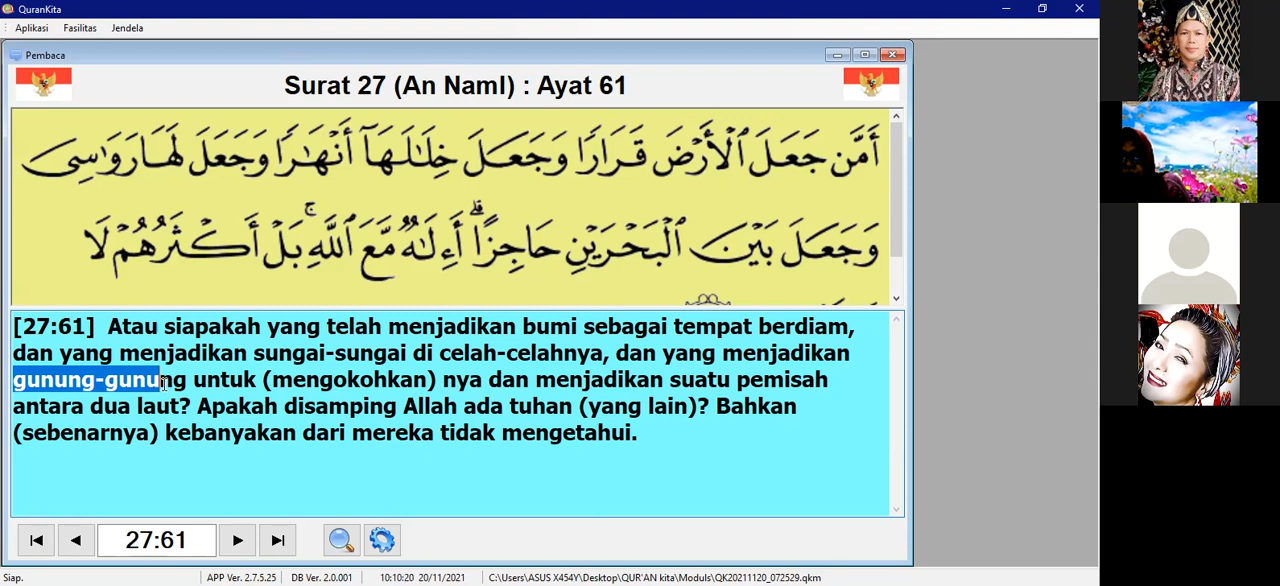 QuranKita
Aplikasi Fasilitas Jendela
Pembaca
Surat 27 (An Naml) : Ayat 61
أَمَّن جَعَلَ ٱلْأَرْضَ قَرَارًا وَجَعَلَ خِلَٰلَهَآ أَنْهَٰرًا وَجَعَلَ لَهَا رَوَٰسِىَ
وَجَعَلَ بَيْنَ ٱلْبَحْرَيْنِ حَاجِزًا ۗ أَءِلَٰهٌ مَّعَ ٱللَّهِ ۚ بَلْ أَكْثَرُهُمْ لَا
[27:61] Atau siapakah yang telah menjadikan bumi sebagai tempat berdiam,
dan yang menjadikan sungai-sungai di celah-celahnya, dan yang menjadikan
gunung-gunung untuk (mengokohkan) nya dan menjadikan suatu pemisah
antara dua laut? Apakah disamping Allah ada tuhan (yang lain)? Bahkan
(sebenarnya) kebanyakan dari mereka tidak mengetahui.
27:61
Siap. APP Ver. 2.7.5.25 DB Ver. 2.0.001 10:10:20 20/11/2021 C:\Users\ASUS X454Y\Desktop\QUR'AN kita\Moduls\QK20211120_072529.qkm